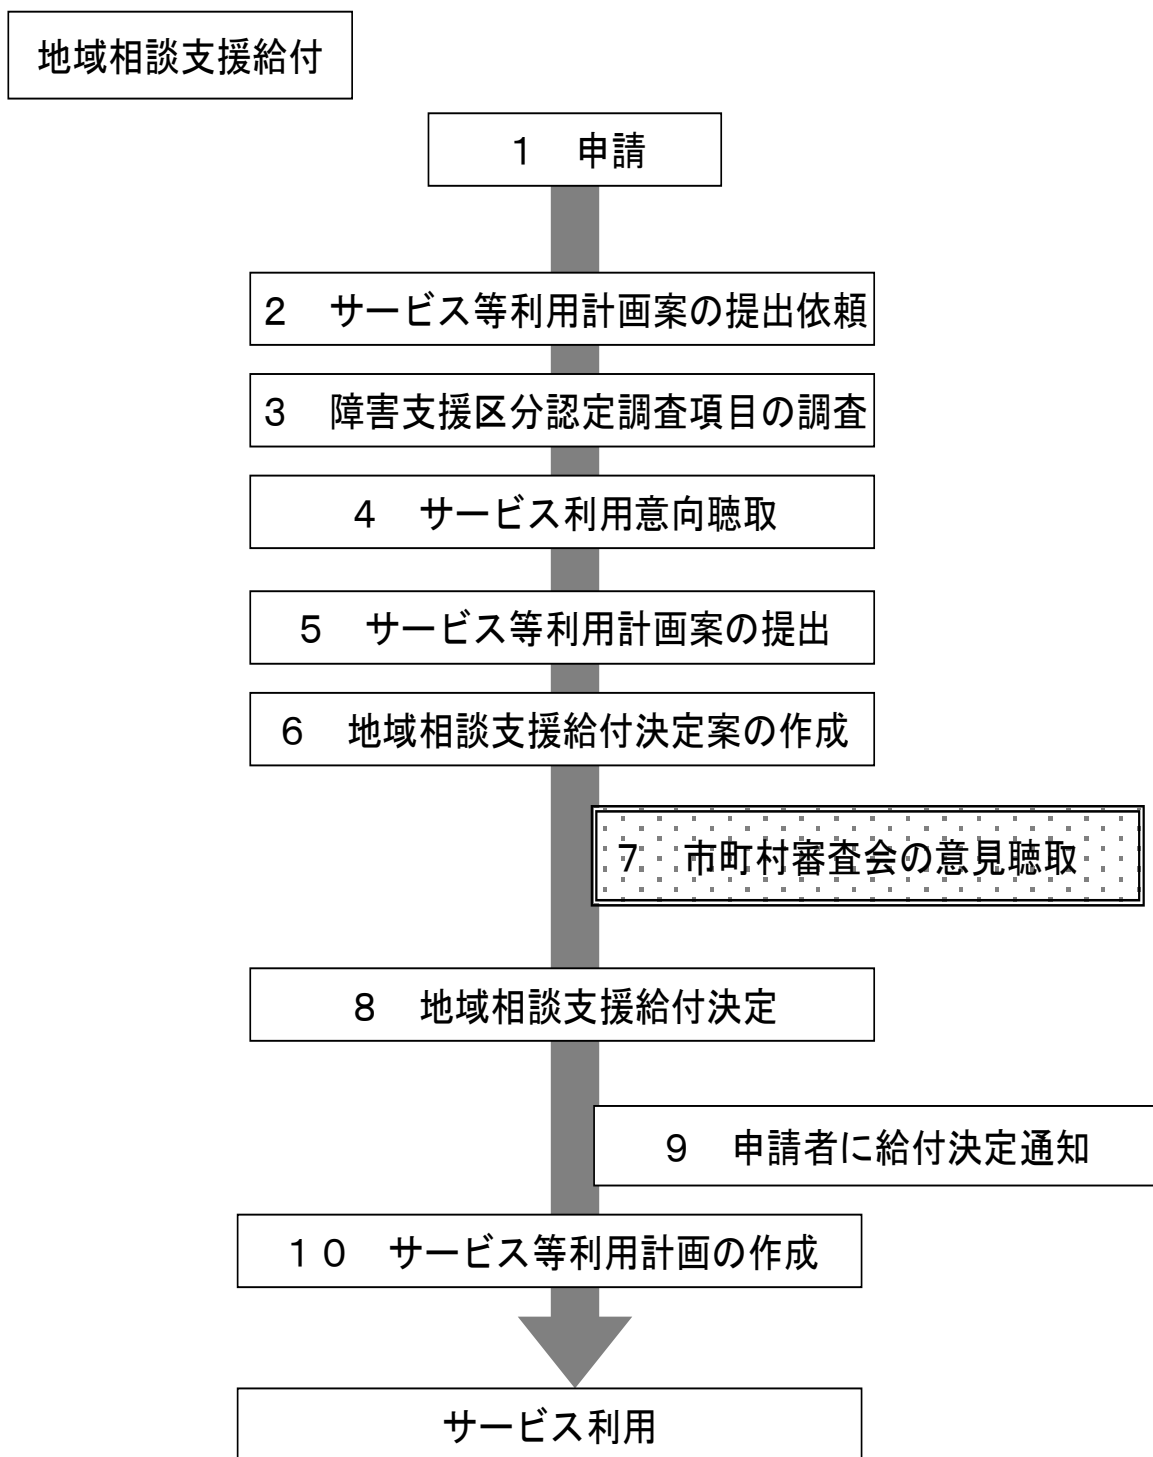 地域相談支援給付
１　申請
２　サービス等利用計画案の提出依頼
３　障害支援区分認定調査項目の調査
４　サービス利用意向聴取
５　サービス等利用計画案の提出
６　地域相談支援給付決定案の作成
７　市町村審査会の意見聴取
８　地域相談支援給付決定
９　申請者に給付決定通知
１０　サービス等利用計画の作成
サービス利用